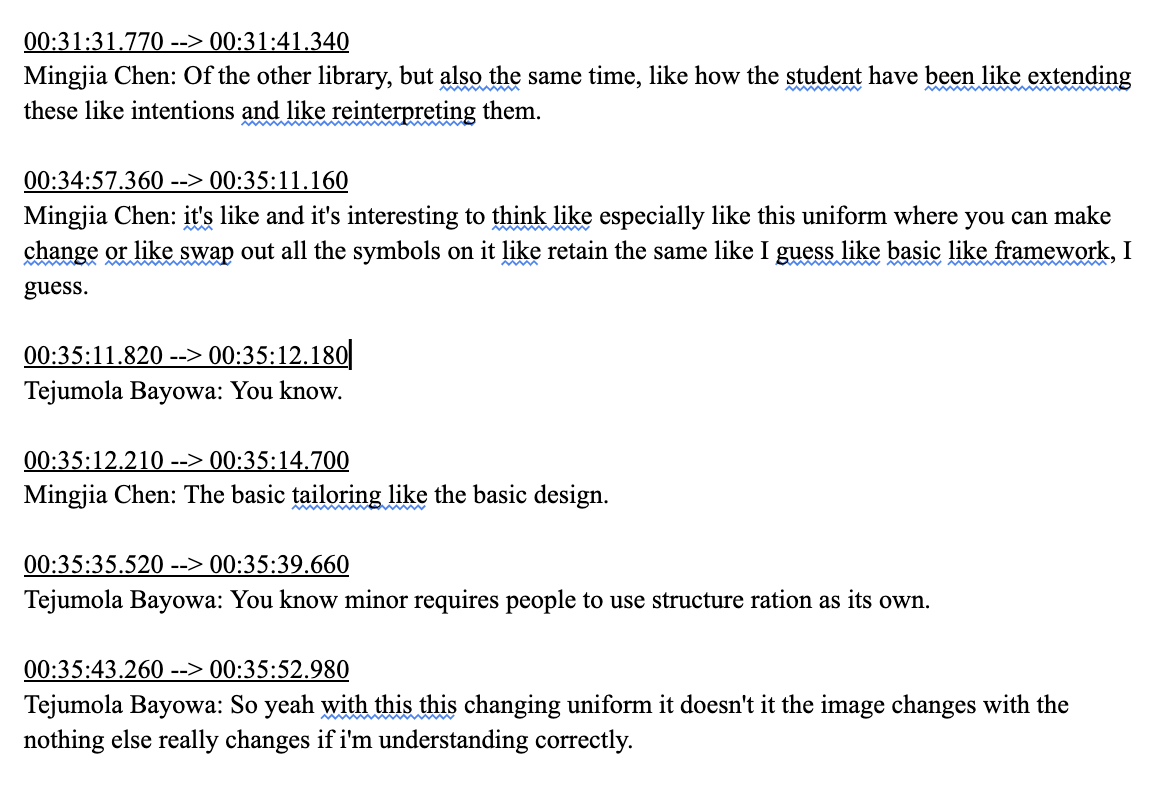 00:31:31.770 --> 00:31:41.340
Mingjia Chen: Of the other library, but also the same time, like how the student have been like extending
these like intentions and like reinterpreting them.
00:34:57.360 --> 00:35:11.160
Mingjia Chen: it's like and it's interesting to think like especially like this uniform where you can make
change or like swap out all the symbols on it like retain the same like I guess like basic like framework, I
guess.
00:35:11.820 --> 00:35:12.180
Tejumola Bayowa: You know.
00:35:12.210 --> 00:35:14.700
Mingjia Chen: The basic tailoring like the basic design.
00:35:35.520 --> 00:35:39.660
Tejumola Bayowa: You know minor requires people to use structure ration as its own.
00:35:43.260 --> 00:35:52.980
Tejumola Bayowa: So yeah with this this changing uniform it doesn't it the image changes with the
nothing else really changes if i'm understanding correctly.